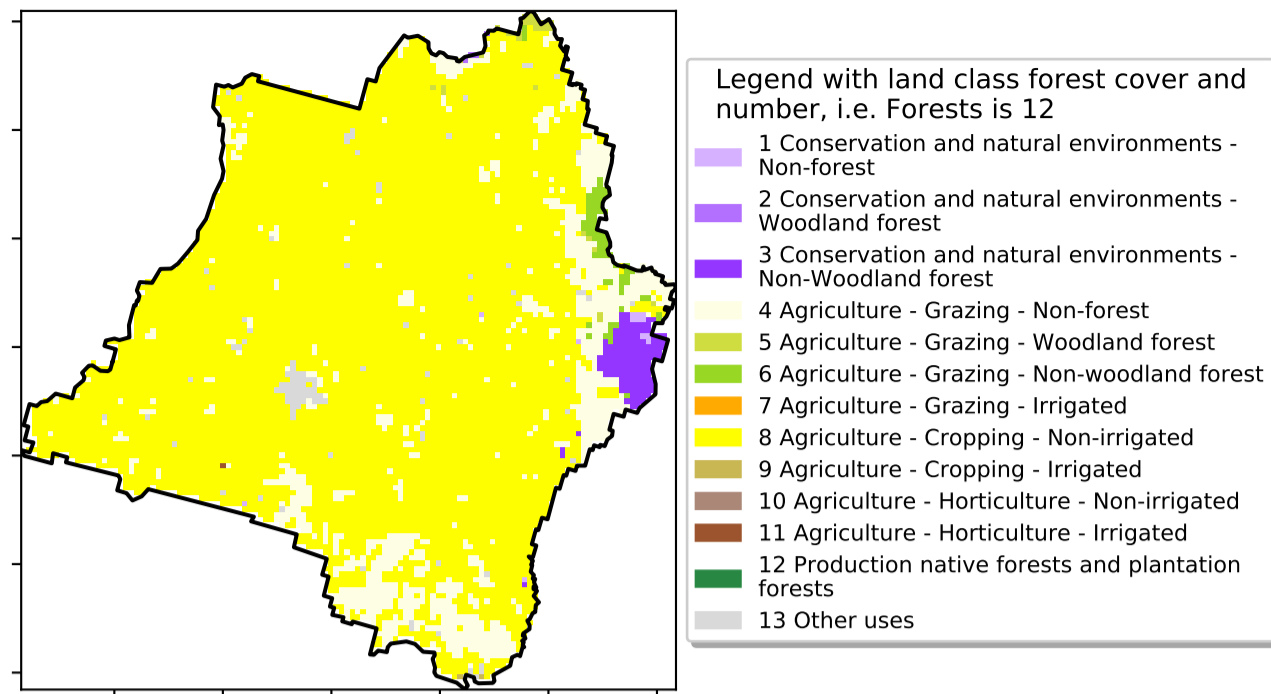 Legend with land class forest cover and
number, i.e. Forests is 12
1 Conservation and natural environments -
Non-forest
2 Conservation and natural environments -
Woodland forest
3 Conservation and natural environments -
Non-Woodland forest
4 Agriculture - Grazing - Non-forest
5 Agriculture - Grazing - Woodland forest
6 Agriculture - Grazing - Non-woodland forest
7 Agriculture - Grazing - Irrigated
8 Agriculture - Cropping - Non-irrigated
9 Agriculture - Cropping - Irrigated
10 Agriculture - Horticulture - Non-irrigated
11 Agriculture - Horticulture - Irrigated
12 Production native forests and plantation
forests
13 Other uses